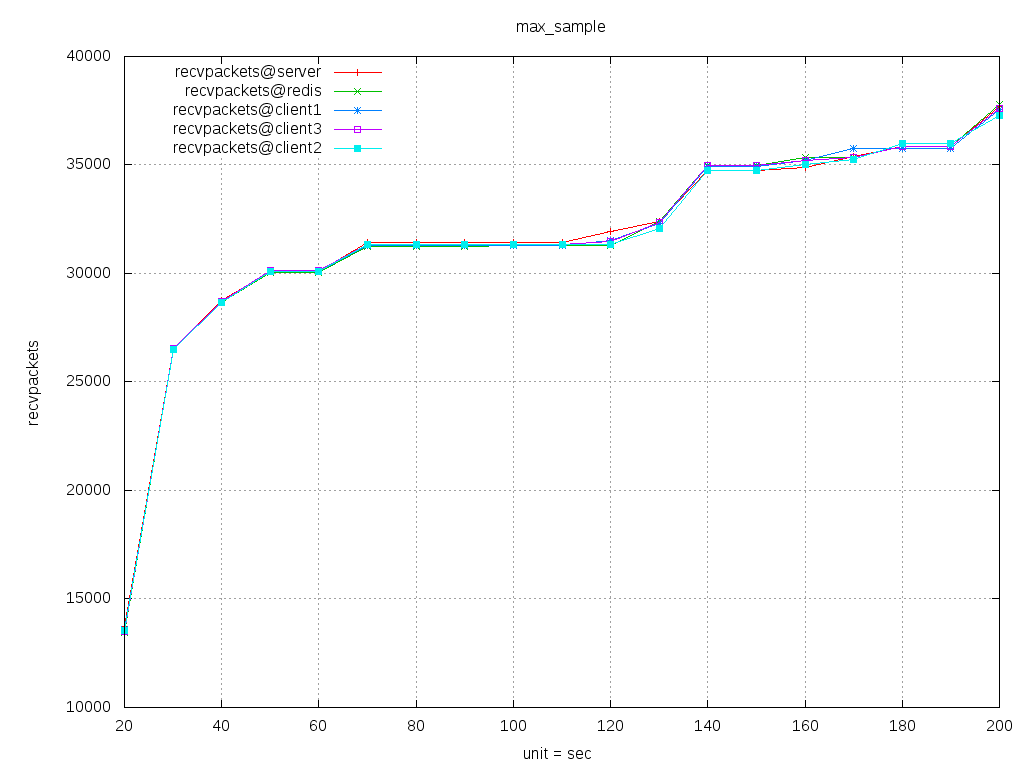 max_sample
40000
35000
30000
25000
20000
15000
10000
recvpackets
recvpackets@server
recvpackets@redis
recvpackets@client1
recvpackets@client3
recvpackets@client2
20 40 60 80 100 120 140 160 180 200
unit = sec